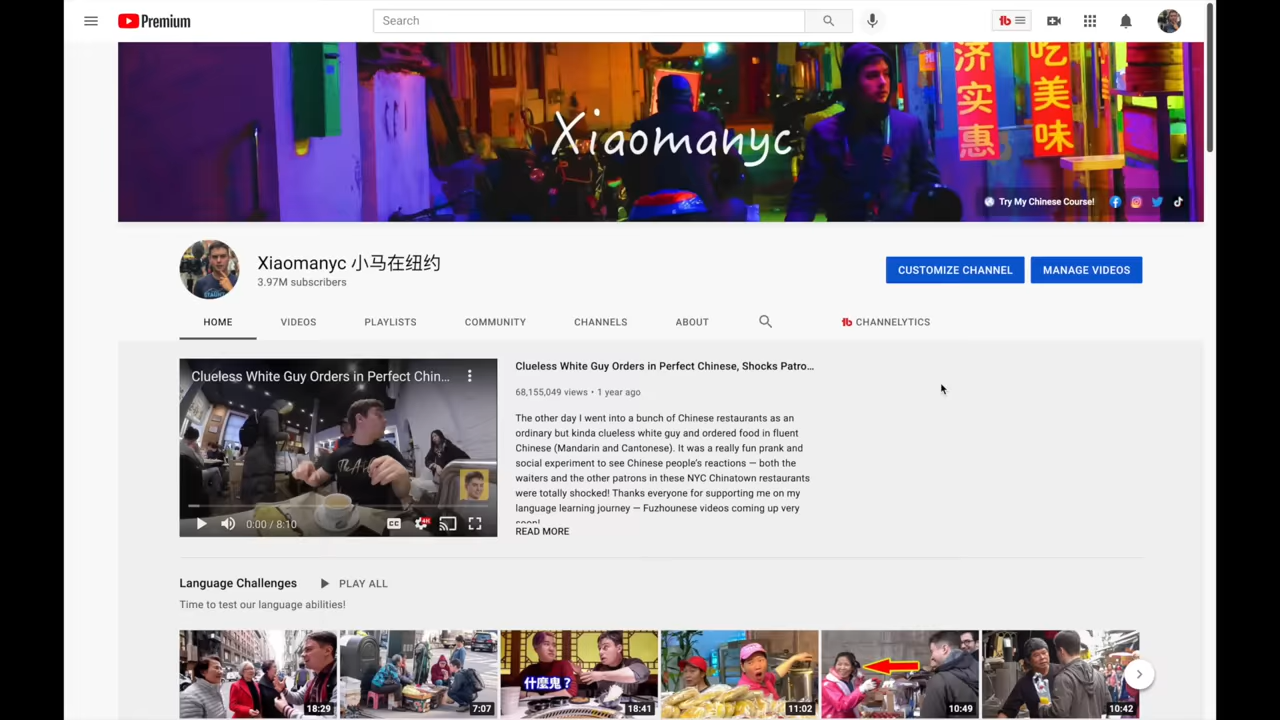 Premium
Search
tb
Xiaomanyc
济实惠
吃美味
Try My Chinese Course!
Xiaomanyc 小马在纽约
3.97M subscribers
CUSTOMIZE CHANNEL
MANAGE VIDEOS
HOME
VIDEOS
PLAYLISTS
COMMUNITY
CHANNELS
ABOUT
tb CHANNELYTICS
Clueless White Guy Orders in Perfect Chin...
0:00 / 8:10
CC
4K
Clueless White Guy Orders in Perfect Chinese, Shocks Patro...
68,155,049 views • 1 year ago
The other day I went into a bunch of Chinese restaurants as an
ordinary but kinda clueless white guy and ordered food in fluent
Chinese (Mandarin and Cantonese). It was a really fun prank and
social experiment to see Chinese people's reactions — both the
waiters and the other patrons in these NYC Chinatown restaurants
were totally shocked! Thanks everyone for supporting me on my
language learning journey — Fuzhounese videos coming up very
soon!
READ MORE
Language Challenges
PLAY ALL
Time to test our language abilities!
18:29
7:07
什麼鬼?
18:41
11:02
10:49
10:42